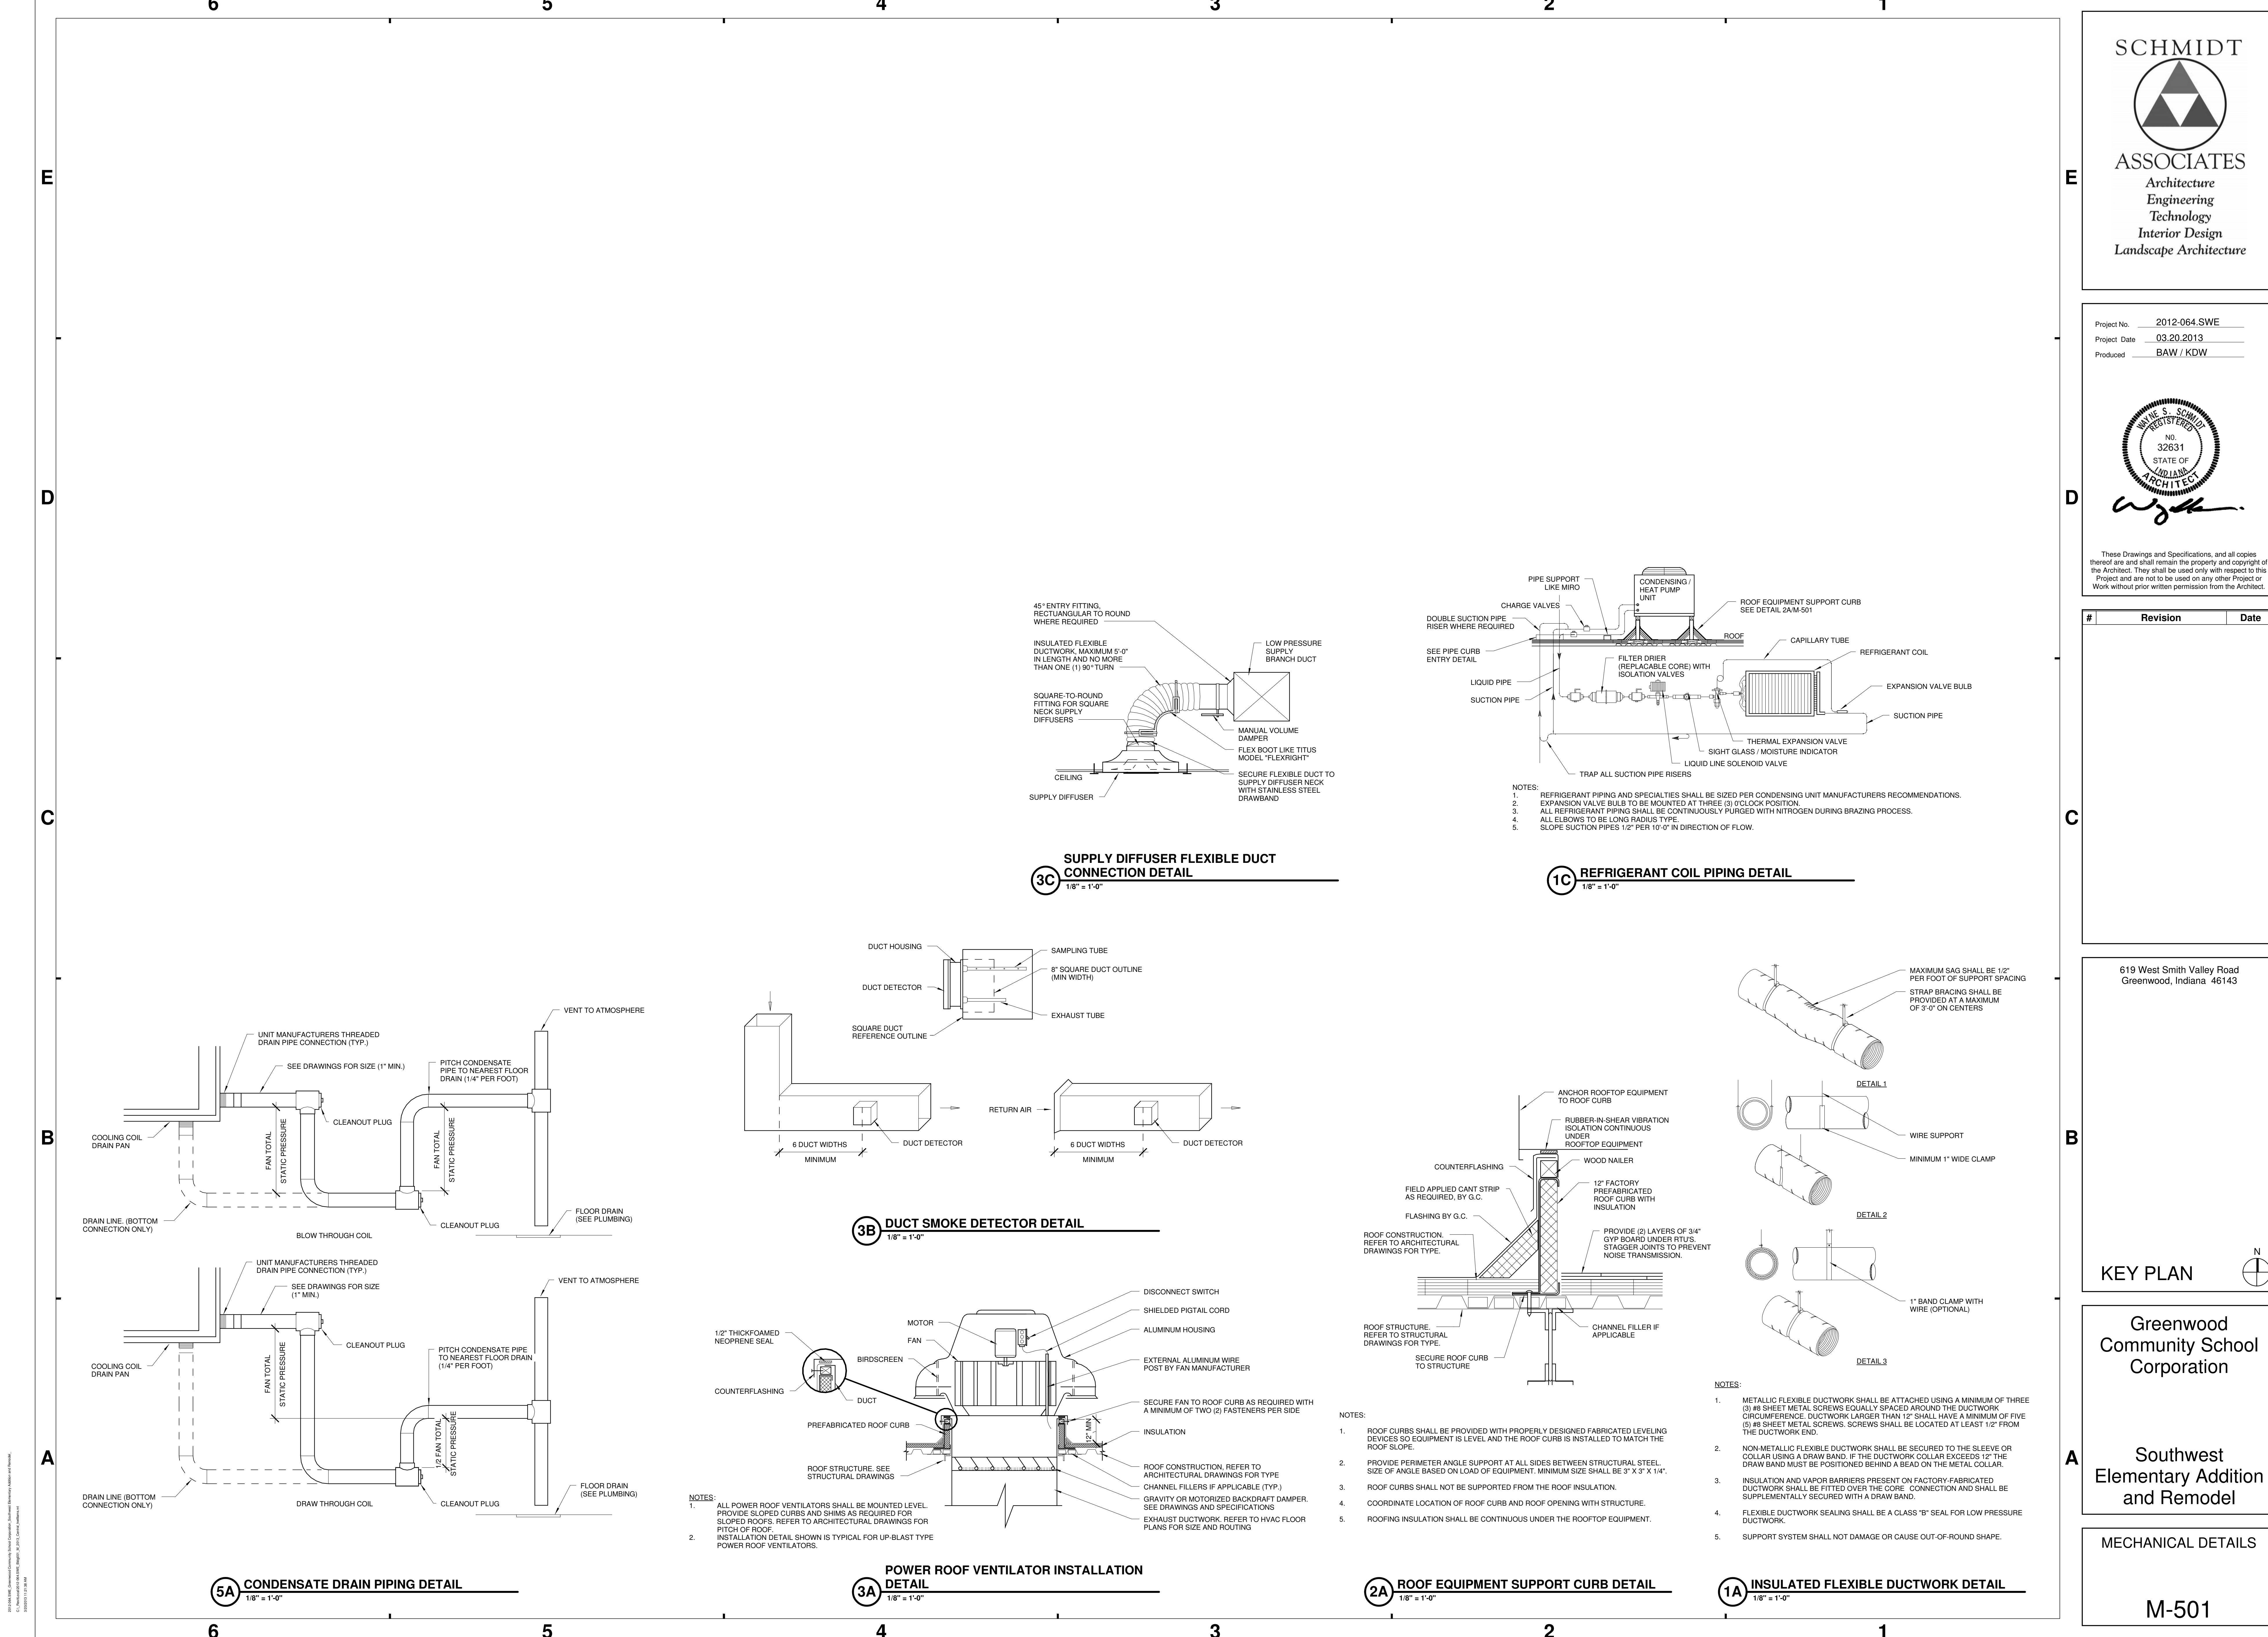 6 5 4 3 2 1
E
D
C
B
A
45° ENTRY FITTING,
RECTUANGULAR TO ROUND
WHERE REQUIRED
INSULATED FLEXIBLE
DUCTWORK, MAXIMUM 5'-0"
IN LENGTH AND NO MORE
THAN ONE (1) 90° TURN
SQUARE-TO-ROUND
FITTING FOR SQUARE
NECK SUPPLY
DIFFUSERS
LOW PRESSURE
SUPPLY
BRANCH DUCT
MANUAL VOLUME
DAMPER
FLEX BOOT LIKE TITUS
MODEL "FLEXRIGHT"
SECURE FLEXIBLE DUCT TO
SUPPLY DIFFUSER NECK
WITH STAINLESS STEEL
DRAWBAND
CEILING
SUPPLY DIFFUSER
3C
SUPPLY DIFFUSER FLEXIBLE DUCT
CONNECTION DETAIL
1/8" = 1'-0"
PIPE SUPPORT
LIKE MIRO
CHARGE VALVES
DOUBLE SUCTION PIPE
RISER WHERE REQUIRED
SEE PIPE CURB
ENTRY DETAIL
LIQUID PIPE
SUCTION PIPE
CONDENSING /
HEAT PUMP
UNIT
ROOF EQUIPMENT SUPPORT CURB
SEE DETAIL 2A/M-501
ROOF
CAPILLARY TUBE
REFRIGERANT COIL
FILTER DRIER
(REPLACABLE CORE) WITH
ISOLATION VALVES
EXPANSION VALVE BULB
SUCTION PIPE
THERMAL EXPANSION VALVE
SIGHT GLASS / MOISTURE INDICATOR
LIQUID LINE SOLENOID VALVE
TRAP ALL SUCTION PIPE RISERS
NOTES:
1. REFRIGERANT PIPING AND SPECIALTIES SHALL BE SIZED PER CONDENSING UNIT MANUFACTURERS RECOMMENDATIONS.
2. EXPANSION VALVE BULB TO BE MOUNTED AT THREE (3) 0'CLOCK POSITION.
3. ALL REFRIGERANT PIPING SHALL BE CONTINUOUSLY PURGED WITH NITROGEN DURING BRAZING PROCESS.
4. ALL ELBOWS TO BE LONG RADIUS TYPE.
5. SLOPE SUCTION PIPES 1/2" PER 10'-0" IN DIRECTION OF FLOW.
1C
REFRIGERANT COIL PIPING DETAIL
1/8" = 1'-0"
UNIT MANUFACTURERS THREADED
DRAIN PIPE CONNECTION (TYP.)
SEE DRAWINGS FOR SIZE (1" MIN.)
PITCH CONDENSATE
PIPE TO NEAREST FLOOR
DRAIN (1/4" PER FOOT)
VENT TO ATMOSPHERE
CLEANOUT PLUG
COOLING COIL
DRAIN PAN
FAN TOTAL
STATIC PRESSURE
FAN TOTAL
STATIC PRESSURE
DRAIN LINE. (BOTTOM
CONNECTION ONLY)
CLEANOUT PLUG
FLOOR DRAIN
(SEE PLUMBING)
BLOW THROUGH COIL
UNIT MANUFACTURERS THREADED
DRAIN PIPE CONNECTION (TYP.)
SEE DRAWINGS FOR SIZE
(1" MIN.)
VENT TO ATMOSPHERE
CLEANOUT PLUG
PITCH CONDENSATE PIPE
TO NEAREST FLOOR DRAIN
(1/4" PER FOOT)
COOLING COIL
DRAIN PAN
FAN TOTAL
STATIC PRESSURE
1/2 FAN TOTAL
STATIC PRESSURE
DRAIN LINE (BOTTOM
CONNECTION ONLY)
DRAW THROUGH COIL
CLEANOUT PLUG
FLOOR DRAIN
(SEE PLUMBING)
5A
CONDENSATE DRAIN PIPING DETAIL
1/8" = 1'-0"
DUCT HOUSING
SAMPLING TUBE
8" SQUARE DUCT OUTLINE
(MIN WIDTH)
DUCT DETECTOR
EXHAUST TUBE
SQUARE DUCT
REFERENCE OUTLINE
RETURN AIR
6 DUCT WIDTHS
MINIMUM
DUCT DETECTOR
6 DUCT WIDTHS
MINIMUM
DUCT DETECTOR
3B
DUCT SMOKE DETECTOR DETAIL
1/8" = 1'-0"
1/2" THICKFOAMED
NEOPRENE SEAL
COUNTERFLASHING
DUCT
MOTOR
FAN
BIRDSCREEN
PREFABRICATED ROOF CURB
ROOF STRUCTURE. SEE
STRUCTURAL DRAWINGS
DISCONNECT SWITCH
SHIELDED PIGTAIL CORD
ALUMINUM HOUSING
EXTERNAL ALUMINUM WIRE
POST BY FAN MANUFACTURER
SECURE FAN TO ROOF CURB AS REQUIRED WITH
A MINIMUM OF TWO (2) FASTENERS PER SIDE
12" MIN
INSULATION
ROOF CONSTRUCTION, REFER TO
ARCHITECTURAL DRAWINGS FOR TYPE
CHANNEL FILLERS IF APPLICABLE (TYP.)
GRAVITY OR MOTORIZED BACKDRAFT DAMPER.
SEE DRAWINGS AND SPECIFICATIONS
EXHAUST DUCTWORK. REFER TO HVAC FLOOR
PLANS FOR SIZE AND ROUTING
NOTES:
1. ALL POWER ROOF VENTILATORS SHALL BE MOUNTED LEVEL.
PROVIDE SLOPED CURBS AND SHIMS AS REQUIRED FOR
SLOPED ROOFS. REFER TO ARCHITECTURAL DRAWINGS FOR
PITCH OF ROOF.
2. INSTALLATION DETAIL SHOWN IS TYPICAL FOR UP-BLAST TYPE
POWER ROOF VENTILATORS.
3A
POWER ROOF VENTILATOR INSTALLATION
DETAIL
1/8" = 1'-0"
ANCHOR ROOFTOP EQUIPMENT
TO ROOF CURB
RUBBER-IN-SHEAR VIBRATION
ISOLATION CONTINUOUS
UNDER
ROOFTOP EQUIPMENT
WOOD NAILER
COUNTERFLASHING
FIELD APPLIED CANT STRIP
AS REQUIRED, BY G.C.
FLASHING BY G.C.
12" FACTORY
PREFABRICATED
ROOF CURB WITH
INSULATION
ROOF CONSTRUCTION.
REFER TO ARCHITECTURAL
DRAWINGS FOR TYPE.
PROVIDE (2) LAYERS OF 3/4"
GYP BOARD UNDER RTU'S.
STAGGER JOINTS TO PREVENT
NOISE TRANSMISSION.
ROOF STRUCTURE.
REFER TO STRUCTURAL
DRAWINGS FOR TYPE.
CHANNEL FILLER IF
APPLICABLE
SECURE ROOF CURB
TO STRUCTURE
NOTES:
1. ROOF CURBS SHALL BE PROVIDED WITH PROPERLY DESIGNED FABRICATED LEVELING
DEVICES SO EQUIPMENT IS LEVEL AND THE ROOF CURB IS INSTALLED TO MATCH THE
ROOF SLOPE.
2. PROVIDE PERIMETER ANGLE SUPPORT AT ALL SIDES BETWEEN STRUCTURAL STEEL.
SIZE OF ANGLE BASED ON LOAD OF EQUIPMENT. MINIMUM SIZE SHALL BE 3" X 3" X 1/4".
3. ROOF CURBS SHALL NOT BE SUPPORTED FROM THE ROOF INSULATION.
4. COORDINATE LOCATION OF ROOF CURB AND ROOF OPENING WITH STRUCTURE.
5. ROOFING INSULATION SHALL BE CONTINUOUS UNDER THE ROOFTOP EQUIPMENT.
2A
ROOF EQUIPMENT SUPPORT CURB DETAIL
1/8" = 1'-0"
MAXIMUM SAG SHALL BE 1/2"
PER FOOT OF SUPPORT SPACING
STRAP BRACING SHALL BE
PROVIDED AT A MAXIMUM
OF 3'-0" ON CENTERS
DETAIL 1
WIRE SUPPORT
MINIMUM 1" WIDE CLAMP
DETAIL 2
1" BAND CLAMP WITH
WIRE (OPTIONAL)
DETAIL 3
NOTES:
1. METALLIC FLEXIBLE DUCTWORK SHALL BE ATTACHED USING A MINIMUM OF THREE
(3) #8 SHEET METAL SCREWS EQUALLY SPACED AROUND THE DUCTWORK
CIRCUMFERENCE. DUCTWORK LARGER THAN 12" SHALL HAVE A MINIMUM OF FIVE
(5) #8 SHEET METAL SCREWS. SCREWS SHALL BE LOCATED AT LEAST 1/2" FROM
THE DUCTWORK END.
2. NON-METALLIC FLEXIBLE DUCTWORK SHALL BE SECURED TO THE SLEEVE OR
COLLAR USING A DRAW BAND. IF THE DUCTWORK COLLAR EXCEEDS 12" THE
DRAW BAND MUST BE POSITIONED BEHIND A BEAD ON THE METAL COLLAR.
3. INSULATION AND VAPOR BARRIERS PRESENT ON FACTORY-FABRICATED
DUCTWORK SHALL BE FITTED OVER THE CORE CONNECTION AND SHALL BE
SUPPLEMENTALLY SECURED WITH A DRAW BAND.
4. FLEXIBLE DUCTWORK SEALING SHALL BE A CLASS "B" SEAL FOR LOW PRESSURE
DUCTWORK.
5. SUPPORT SYSTEM SHALL NOT DAMAGE OR CAUSE OUT-OF-ROUND SHAPE.
1A
INSULATED FLEXIBLE DUCTWORK DETAIL
1/8" = 1'-0"
6 5 4 3 2 1
E
D
C
B
A
SCHMIDT
ASSOCIATES
Architecture
Engineering
Technology
Interior Design
Landscape Architecture
Project No. 2012-064.SWE
Project Date 03.20.2013
Produced BAW / KDW
WAYNE S. SCHMIDT
REGISTERED
NO.
32631
STATE OF
INDIANA
ARCHITECT
These Drawings and Specifications, and all copies
thereof are and shall remain the property and copyright of
the Architect. They shall be used only with respect to this
Project and are not to be used on any other Project or
Work without prior written permission from the Architect.
# Revision Date
619 West Smith Valley Road
Greenwood, Indiana 46143
KEY PLAN
N
Greenwood
Community School
Corporation
Southwest
Elementary Addition
and Remodel
MECHANICAL DETAILS
M-501